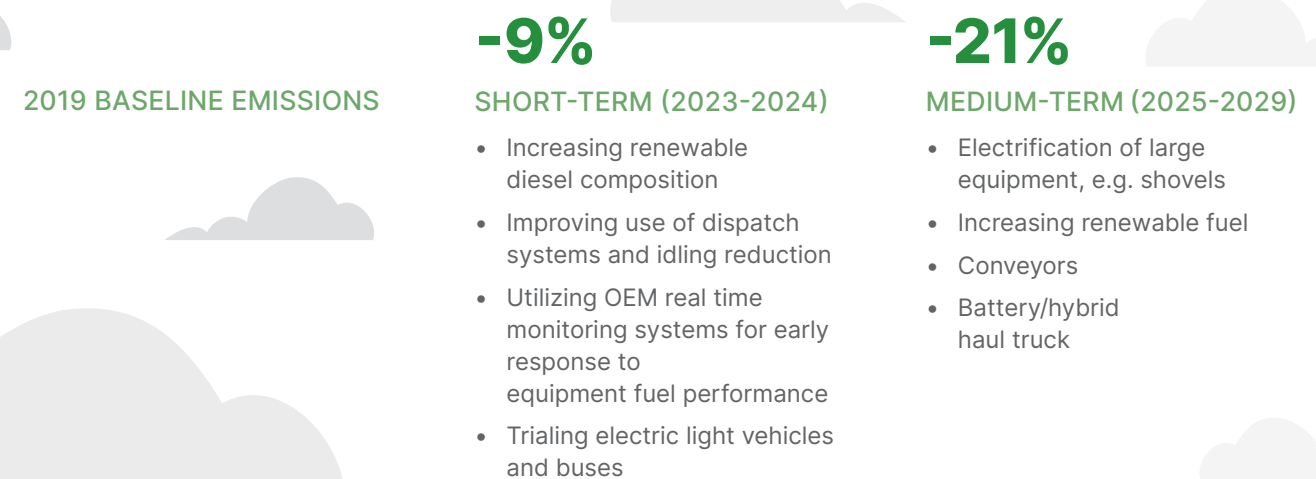 2019 BASELINE EMISSIONS
-9%
SHORT-TERM (2023-2024)
• Increasing renewable
diesel composition
• Improving use of dispatch
systems and idling reduction
• Utilizing OEM real time
monitoring systems for early
response to
equipment fuel performance
• Trialing electric light vehicles
and buses
-21%
MEDIUM-TERM (2025-2029)
• Electrification of large
equipment, e.g. shovels
• Increasing renewable fuel
• Conveyors
• Battery/hybrid
haul truck